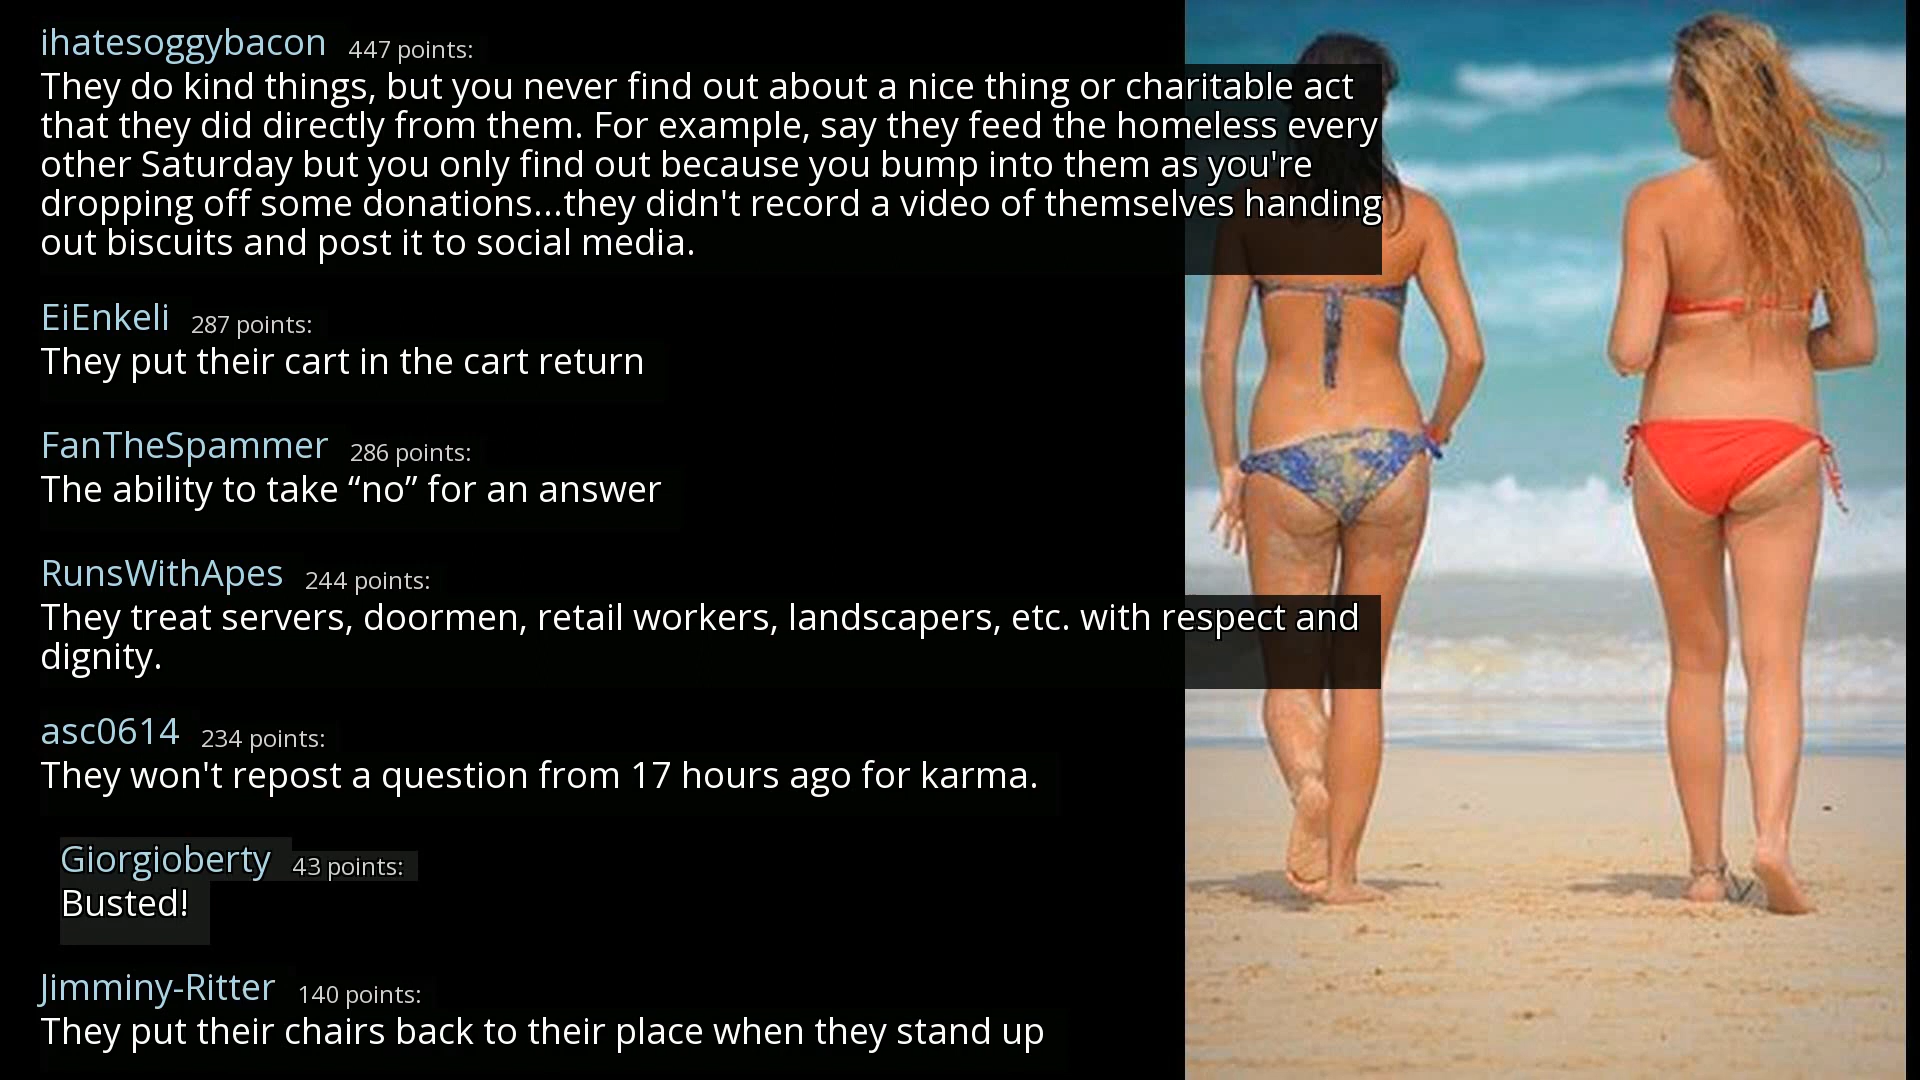 ihatesoggybacon 447 points:
They do kind things, but you never find out about a nice thing or charitable act
that they did directly from them. For example, say they feed the homeless every
other Saturday but you only find out because you bump into them as you're
dropping off some donations...they didn't record a video of themselves handing
out biscuits and post it to social media.
EiEnkeli 287 points:
They put their cart in the cart return
FanTheSpammer 286 points:
The ability to take “no” for an answer
RunsWithApes 244 points:
They treat servers, doormen, retail workers, landscapers, etc. with respect and
dignity.
asc0614 234 points:
They won't repost a question from 17 hours ago for karma.
Giorgioberty 43 points:
Busted!
Jimminy-Ritter 140 points:
They put their chairs back to their place when they stand up